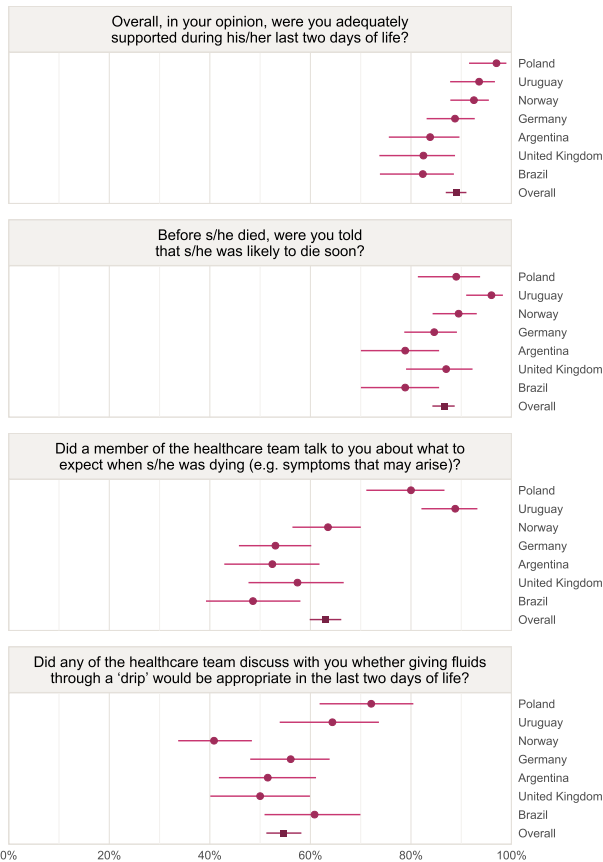 Overall, in your opinion, were you adequately
supported during his/her last two days of life?
Poland
Uruguay
Norway
Germany
Argentina
United Kingdom
Brazil
Overall
Before s/he died, were you told
that s/he was likely to die soon?
Poland
Uruguay
Norway
Germany
Argentina
United Kingdom
Brazil
Overall
Did a member of the healthcare team talk to you about what to
expect when s/he was dying (e.g. symptoms that may arise)?
Poland
Uruguay
Norway
Germany
Argentina
United Kingdom
Brazil
Overall
Did any of the healthcare team discuss with you whether giving fluids
through a ‘drip’ would be appropriate in the last two days of life?
Poland
Uruguay
Norway
Germany
Argentina
United Kingdom
Brazil
Overall
0% 20% 40% 60% 80% 100%